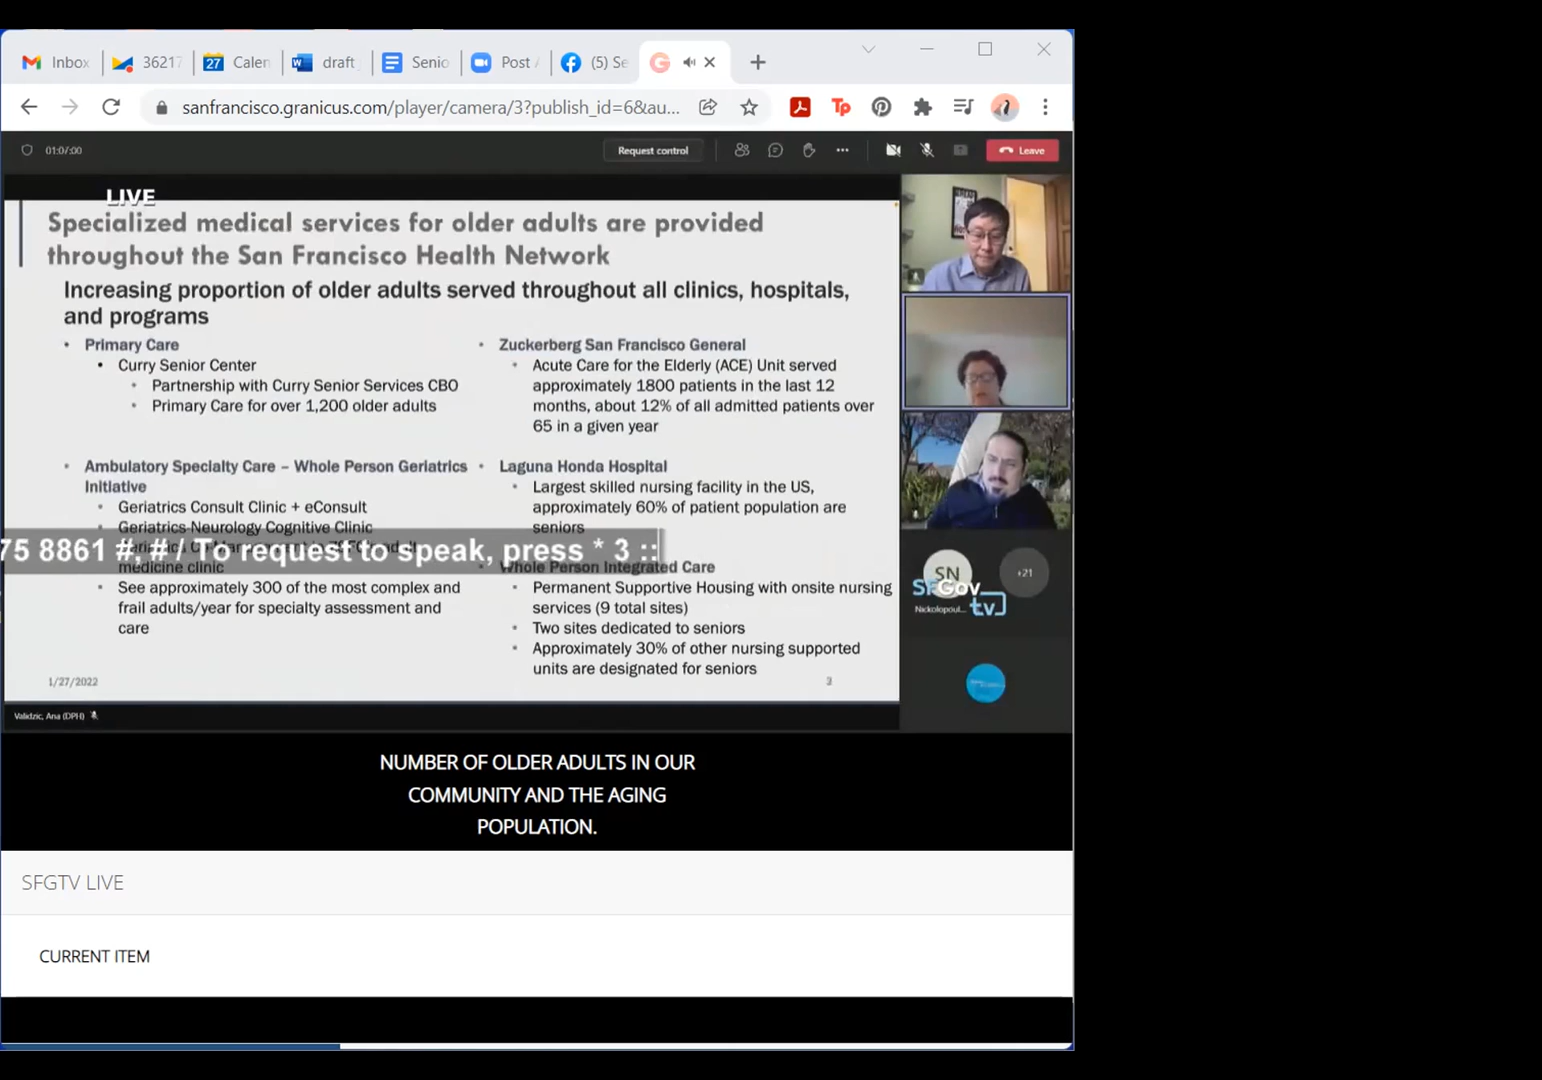 Inbox
3621
27 Calen
draft
Senio
Post
(5) Se
sanfrancisco.granicus.com/player/camera/3?publish_id=6&au...
01:07:00
Request control
Leave
LIVE
Specialized medical services for older adults are provided
throughout the San Francisco Health Network
Increasing proportion of older adults served throughout all clinics, hospitals,
and programs
Primary Care
Curry Senior Center
Partnership with Curry Senior Services CBO
Primary Care for over 1,200 older adults
Ambulatory Specialty Care – Whole Person Geriatrics
Initiative
Geriatrics Consult Clinic + eConsult
Geriatrics Neurology Cognitive Clinic
medicine clinic
See approximately 300 of the most complex and
frail adults/year for specialty assessment and
care
Zuckerberg San Francisco General
Acute Care for the Elderly (ACE) Unit served
approximately 1800 patients in the last 12
months, about 12% of all admitted patients over
65 in a given year
Laguna Honda Hospital
Largest skilled nursing facility in the US,
approximately 60% of patient population are
seniors
Whole Person Integrated Care
Permanent Supportive Housing with onsite nursing
services (9 total sites)
Two sites dedicated to seniors
Approximately 30% of other nursing supported
units are designated for seniors
75 8861 #, # / To request to speak, press * 3 ::
1/27/2022
3
SN
+21
SFGov
tv
Nickolopoul...
Validzic, Ana (DPH)
NUMBER OF OLDER ADULTS IN OUR
COMMUNITY AND THE AGING
POPULATION.
SFGTV LIVE
CURRENT ITEM